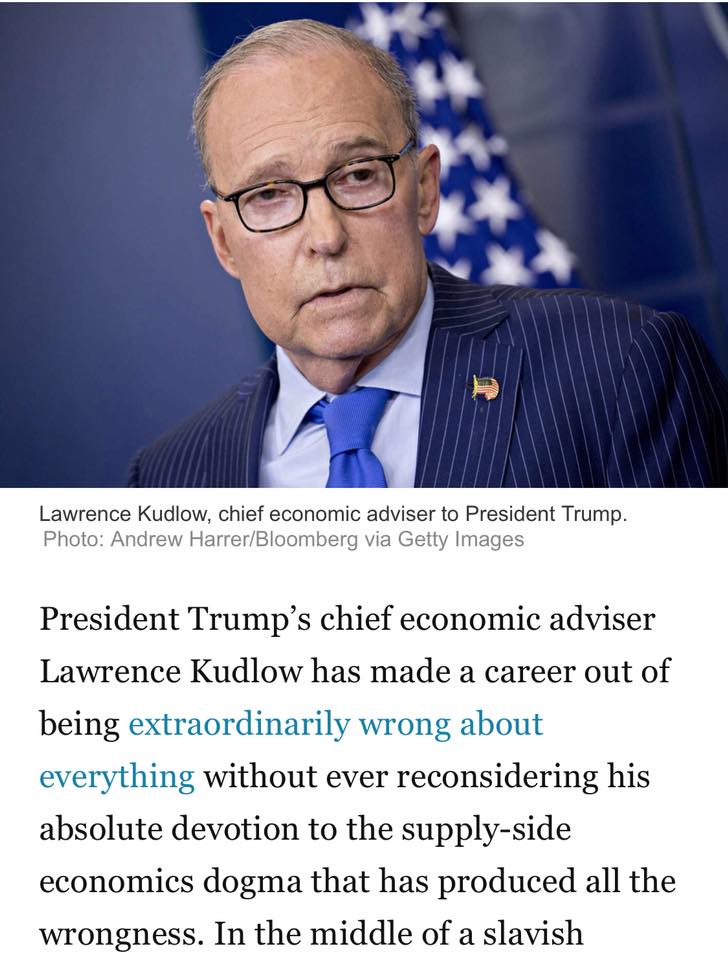 Lawrence Kudlow, chief economic adviser to President Trump.
Photo: Andrew Harrer/Bloomberg via Getty Images
President Trump’s chief economic adviser
Lawrence Kudlow has made a career out of
being extraordinarily wrong about
everything without ever reconsidering his
absolute devotion to the supply-side
economics dogma that has produced all the
wrongness. In the middle of a slavish